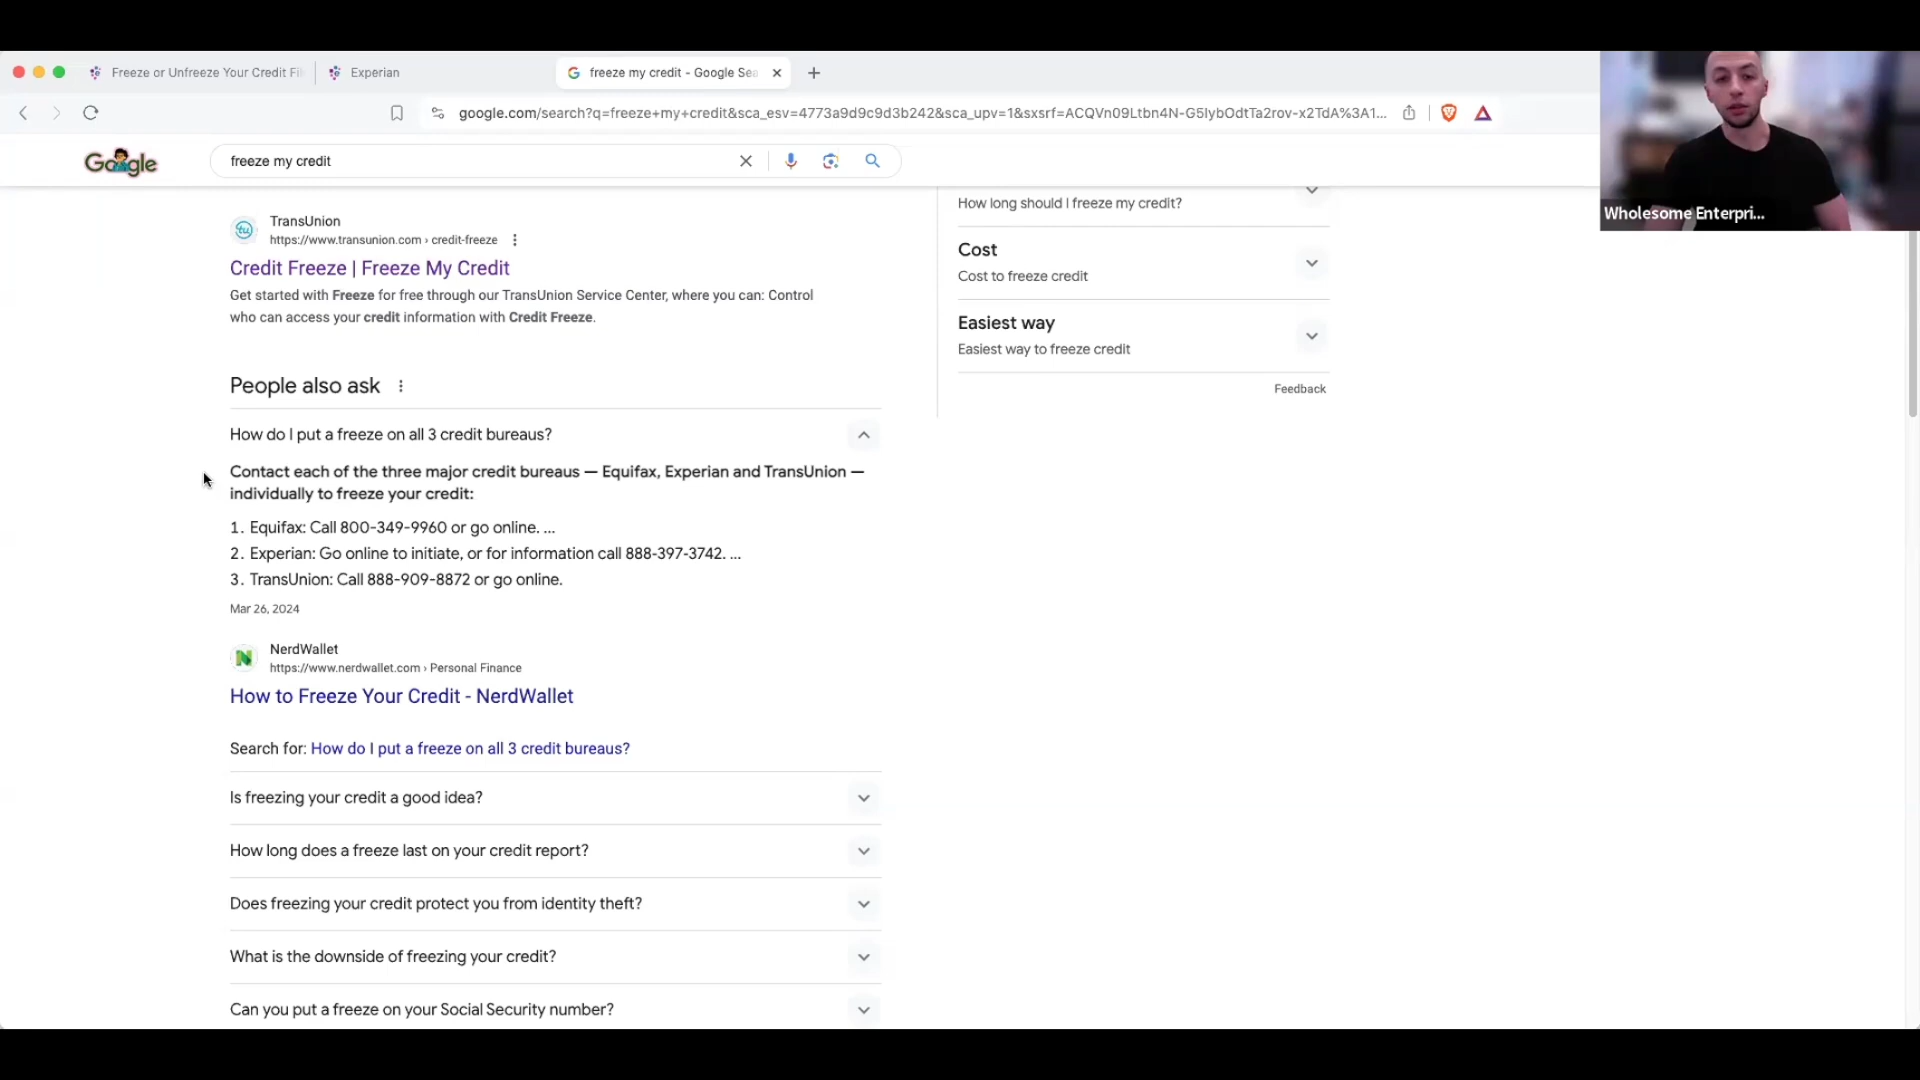 Freeze or Unfreeze Your Credit Fi
Experian
freeze my credit - Google Sea
google.com/search?q=freeze+my+credit&sca_esv=4773a9d9c9d3b242&sca_upv=1&sxsrf=ACQVn09Ltbn4N-G5IybOdtTa2rov-x2TdA%3A1...
Google
freeze my credit
Wholesome Enterpri...
TransUnion
https://www.transunion.com › credit-freeze
Credit Freeze | Freeze My Credit
Get started with Freeze for free through our TransUnion Service Center, where you can: Control
who can access your credit information with Credit Freeze.
People also ask
How do I put a freeze on all 3 credit bureaus?
Contact each of the three major credit bureaus — Equifax, Experian and TransUnion —
individually to freeze your credit:
1. Equifax: Call 800-349-9960 or go online. ...
2. Experian: Go online to initiate, or for information call 888-397-3742. ...
3. TransUnion: Call 888-909-8872 or go online.
Mar 26, 2024
NerdWallet
https://www.nerdwallet.com › Personal Finance
How to Freeze Your Credit - NerdWallet
Search for: How do I put a freeze on all 3 credit bureaus?
Is freezing your credit a good idea?
How long does a freeze last on your credit report?
Does freezing your credit protect you from identity theft?
What is the downside of freezing your credit?
Can you put a freeze on your Social Security number?
How long should I freeze my credit?
Cost
Cost to freeze credit
Easiest way
Easiest way to freeze credit
Feedback